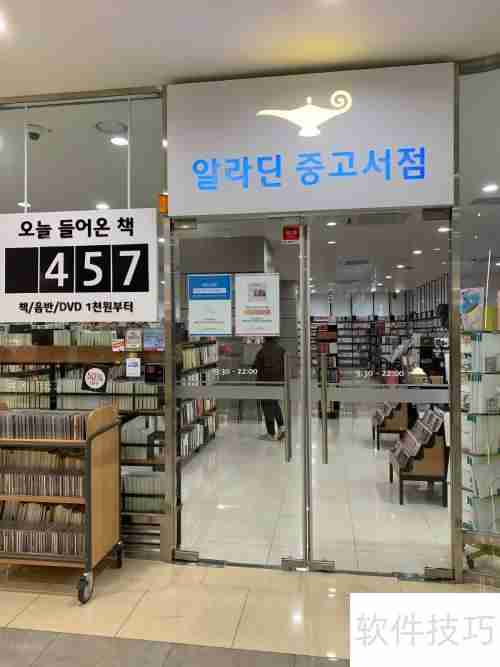 알라딘 중고서점
오늘 들어온 책
457
책/음반/DVD 1천원부터
9:30 - 22:00
9:30 - 22:00
50%
软件技巧